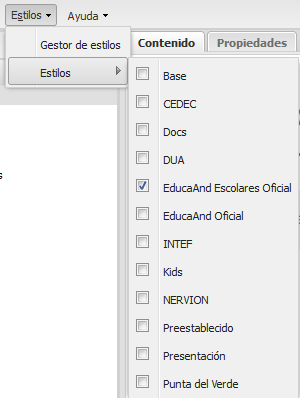 Estilos
Ayuda
Gestor de estilos
Estilos
Contenido
Propiedades
Base
CEDEC
Docs
DUA
EducaAnd Escolares Oficial
EducaAnd Oficial
INTEF
Kids
NERVION
Preestablecido
Presentación
Punta del Verde